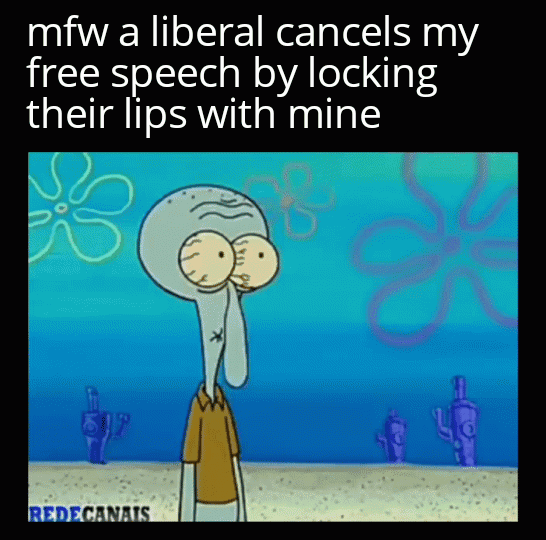 mfw a liberal cancels my
free speech by locking
their lips with mine
REDECANAIS